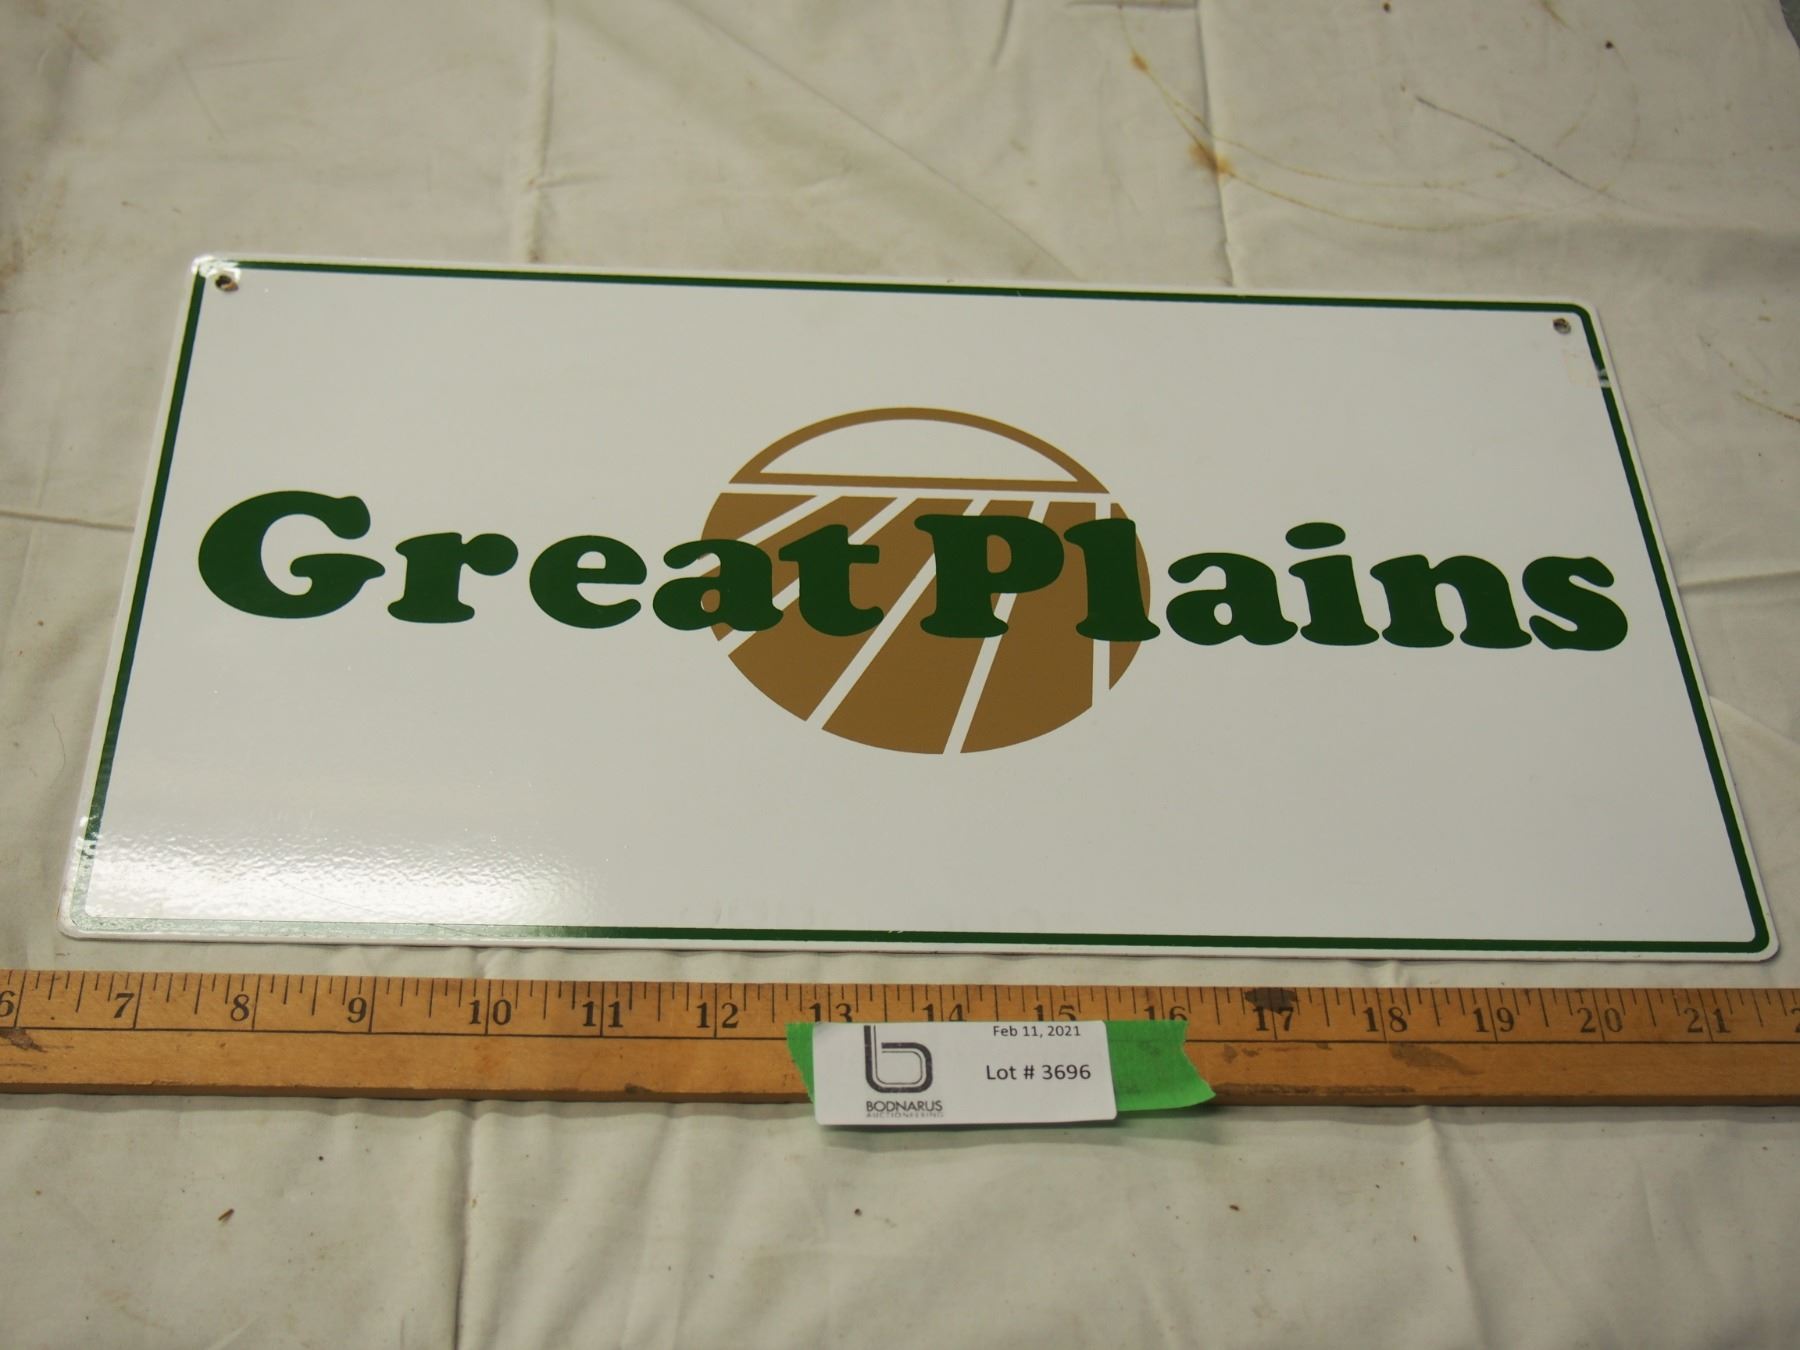 Great Plains
6 7 8 9 10 11 12 13 14 15 16 17 18 19 20 21
Feb 11, 2021
Lot # 3696
BODNARUS
AUCTIONEERING